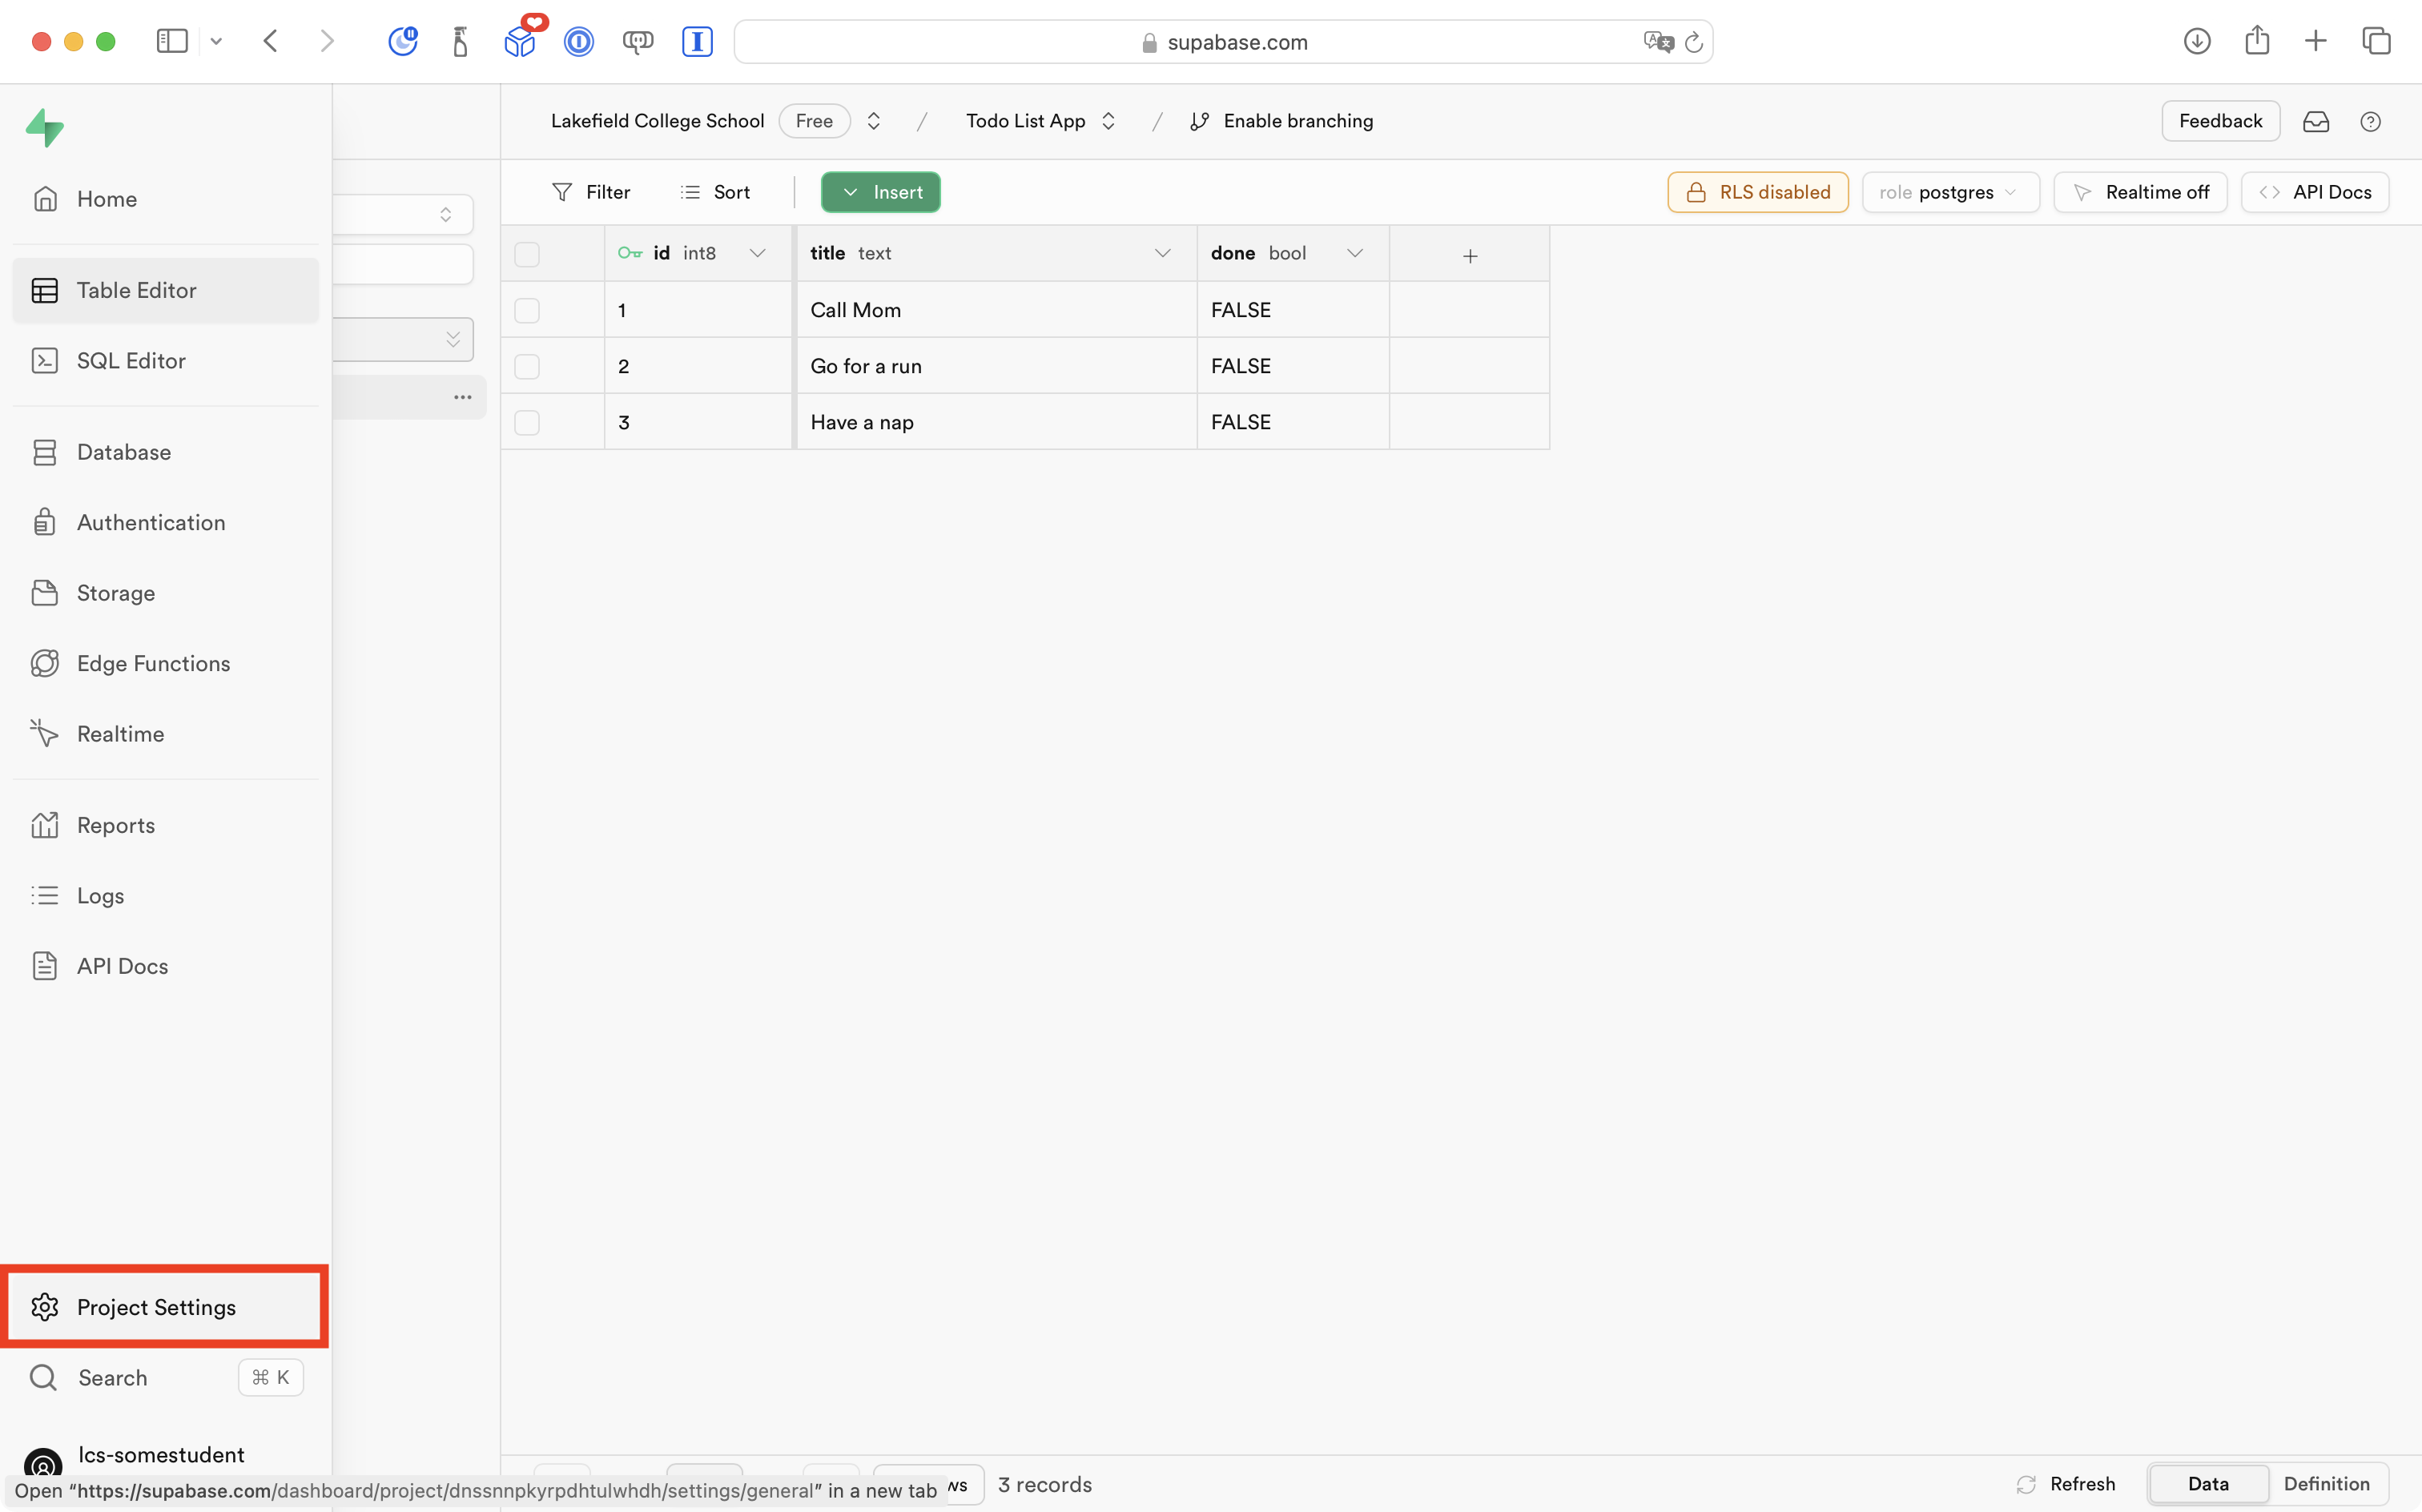 supabase.com
Lakefield College School Free / Todo List App / Enable branching
Feedback
Home
Table Editor
SQL Editor
Database
Authentication
Storage
Edge Functions
Realtime
Reports
Logs
API Docs
Project Settings
Search ⌘ K
lcs-somestudent
Open “https://supabase.com/dashboard/project/dnssnnpkyrpdhtulwhdh/settings/general” in a new tab
Filter Sort Insert
RLS disabled role postgres Realtime off <> API Docs
id int8 title text done bool +
1 Call Mom FALSE
2 Go for a run FALSE
3 Have a nap FALSE
ws 3 records
Refresh Data Definition